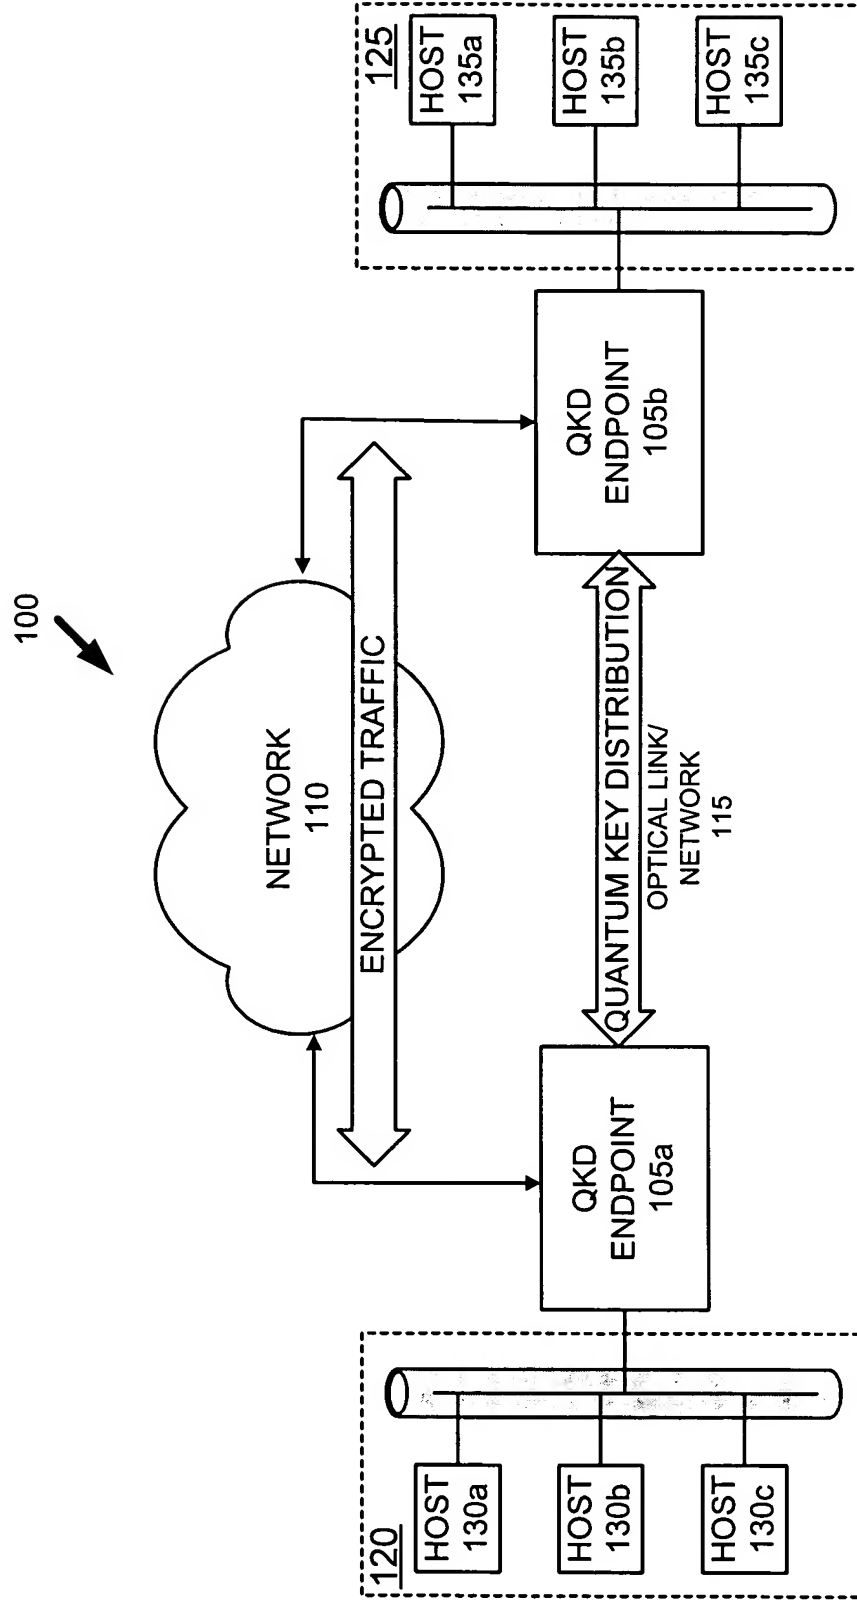 100
NETWORK
110
ENCRYPTED TRAFFIC
120
HOST
130a
HOST
130b
HOST
130c
QKD
ENDPOINT
105a
QUANTUM KEY DISTRIBUTION
OPTICAL LINK/
NETWORK
115
QKD
ENDPOINT
105b
125
HOST
135a
HOST
135b
HOST
135c